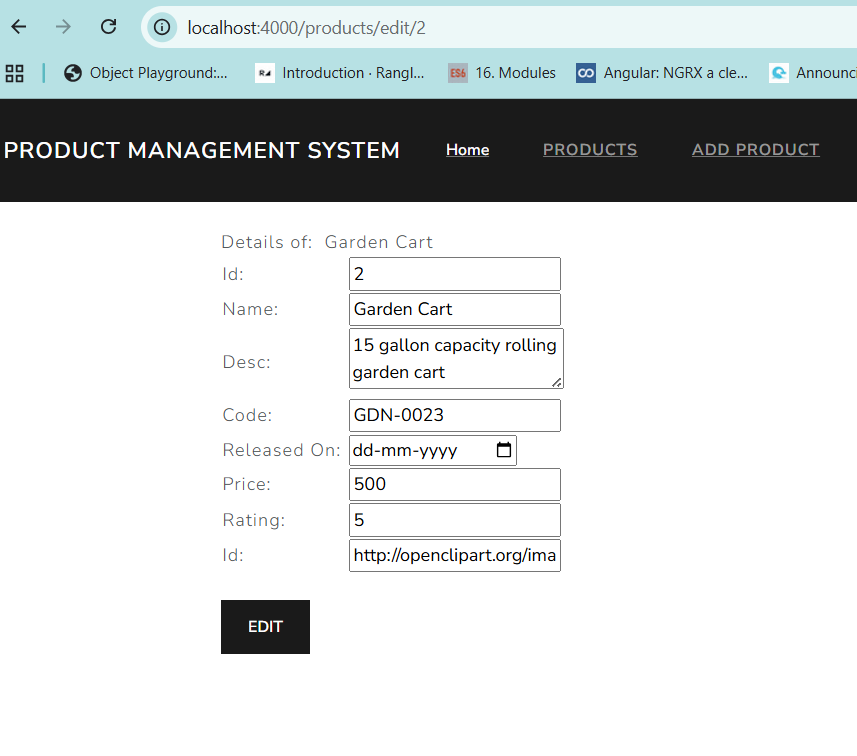 localhost:4000/products/edit/2
Object Playground:... R.▲ Introduction · Rangl... ES6 16. Modules Angular: NGRX a cle... Announci
PRODUCT MANAGEMENT SYSTEM Home PRODUCTS ADD PRODUCT
Details of: Garden Cart
Id: 2
Name: Garden Cart
Desc: 15 gallon capacity rolling
garden cart
Code: GDN-0023
Released On: dd-mm-yyyy
Price: 500
Rating: 5
Id: http://openclipart.org/ima
EDIT